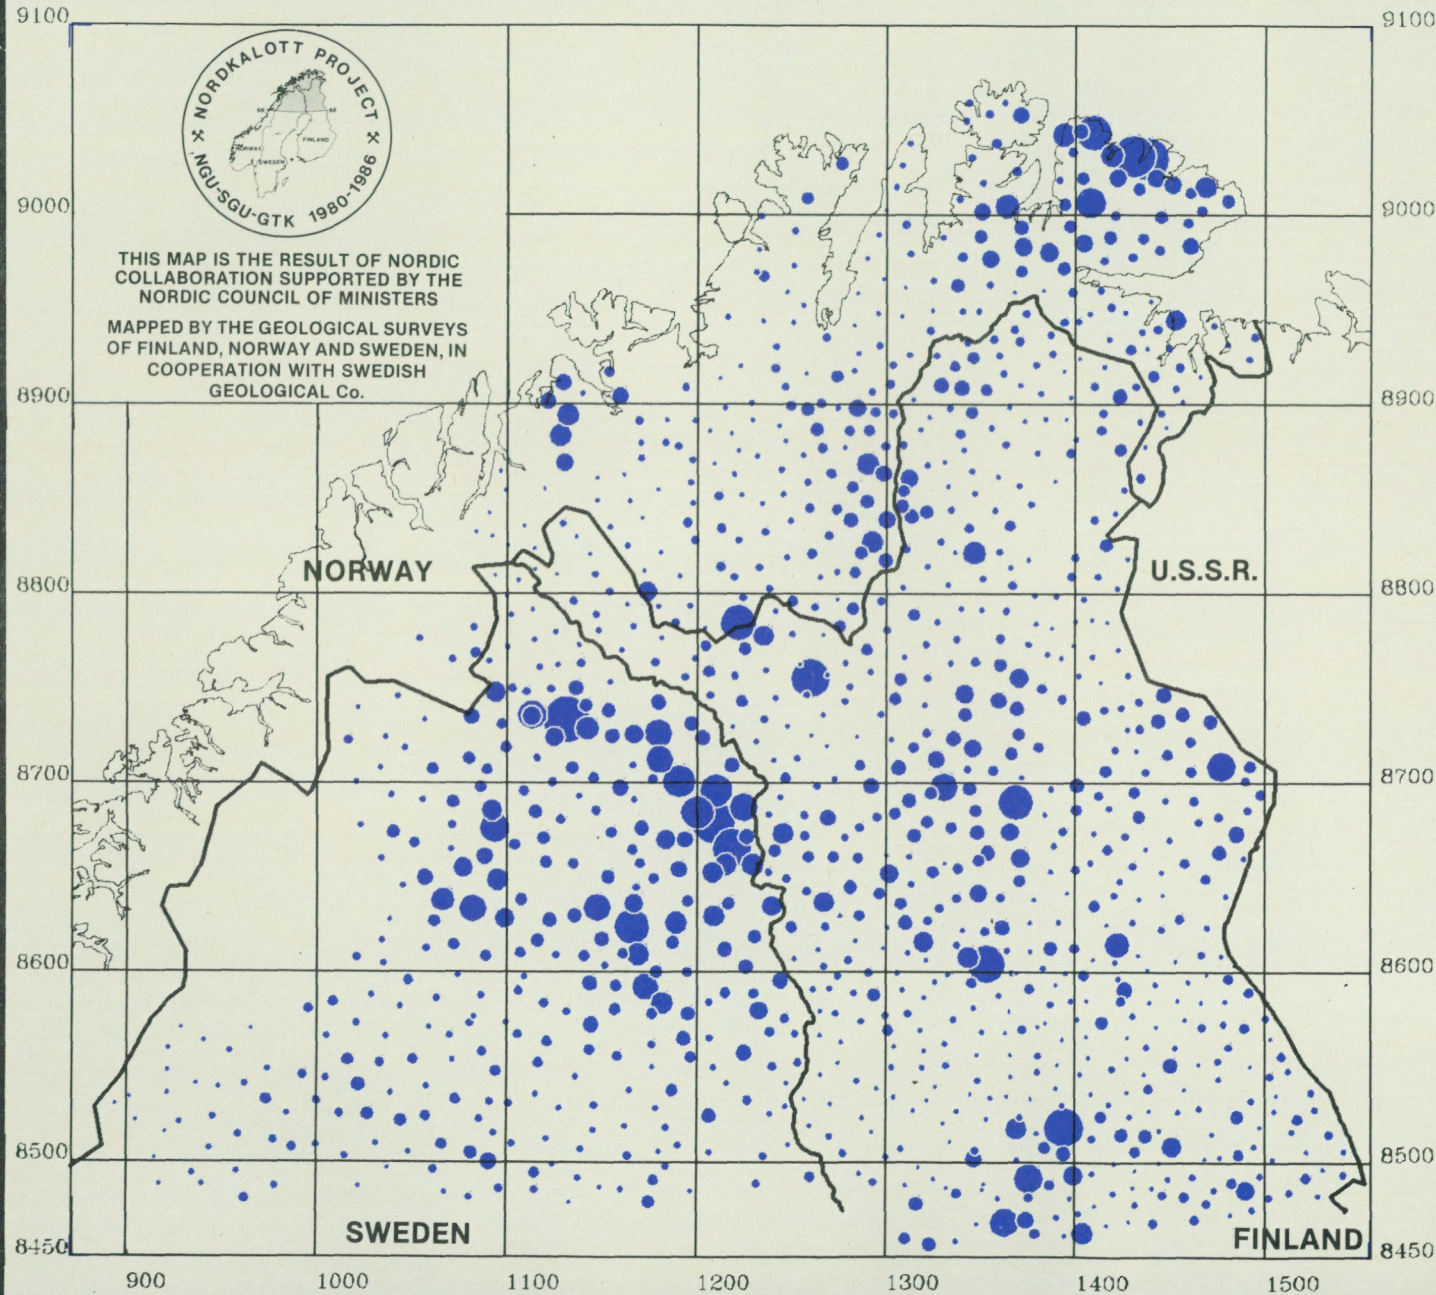 9100
9100
NORDKALOTT PROJECT
NGU-SGU-GTK 1980-1986
NORWAY
SWEDEN
FINLAND
THIS MAP IS THE RESULT OF NORDIC
COLLABORATION SUPPORTED BY THE
NORDIC COUNCIL OF MINISTERS
MAPPED BY THE GEOLOGICAL SURVEYS
OF FINLAND, NORWAY AND SWEDEN, IN
COOPERATION WITH SWEDISH
GEOLOGICAL Co.
9000
9000
8900
8900
NORWAY
U.S.S.R.
8800
8800
8700
8700
8600
8600
8500
8500
SWEDEN
FINLAND
8450
8450
900
1000
1100
1200
1300
1400
1500